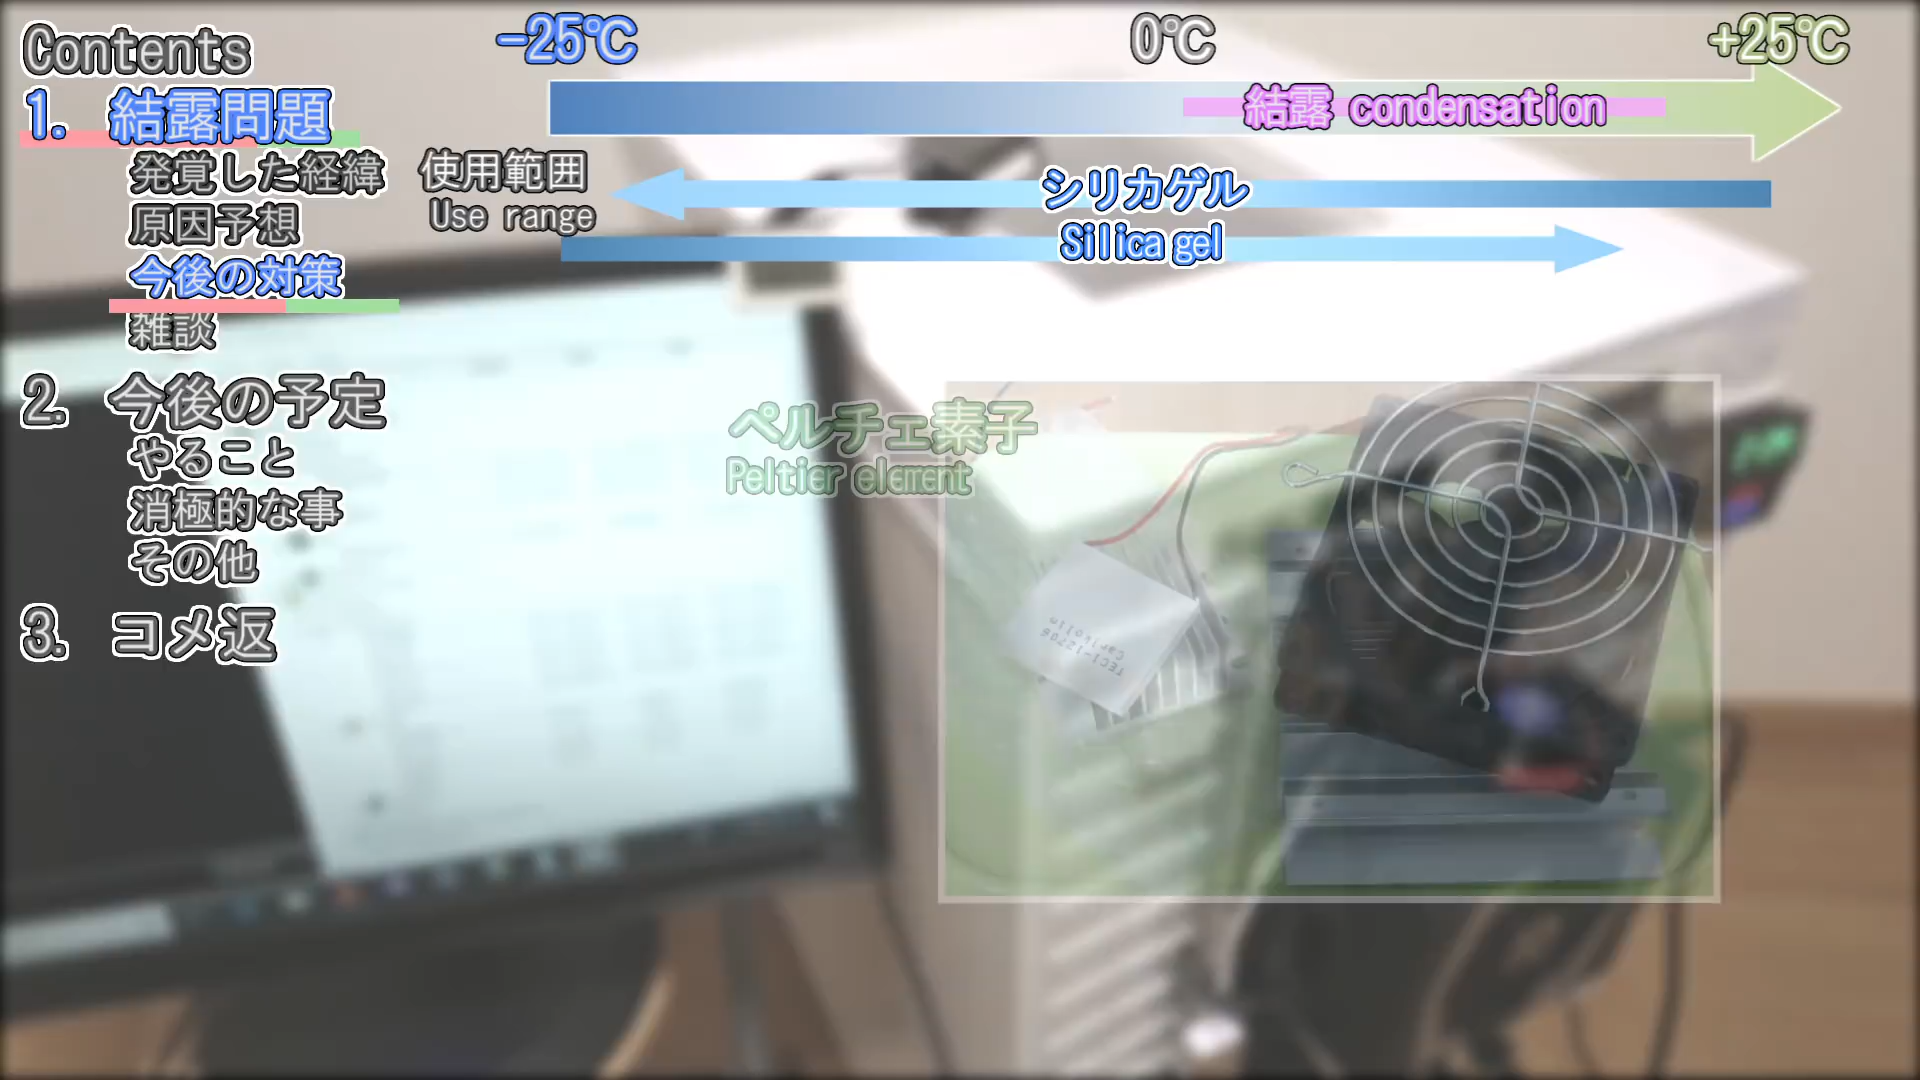 Contents
1. 結露問題
発覚した経緯
原因予想
今後の対策
雑談
2. 今後の予定
やること
消極的な事
その他
3. コメ返
-25℃
0℃
+25℃
結露 condensation
使用範囲
Use range
シリカゲル
Silica gel
ペルチェ素子
Peltier element
TEC1-12706